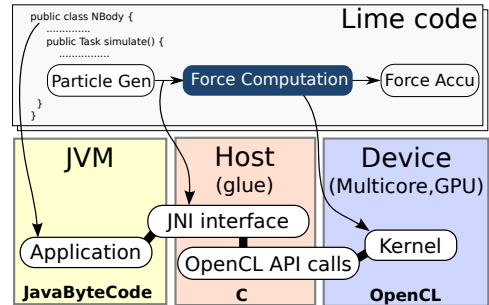 public class NBody {
Lime code
..............
public Task simulate() {
................
Particle Gen
Force Computation
Force Accu
}
}
JVM
Host
Device
(glue)
(Multicore,GPU)
JNI interface
Application
Kernel
OpenCL API calls
JavaByteCode
C
OpenCL